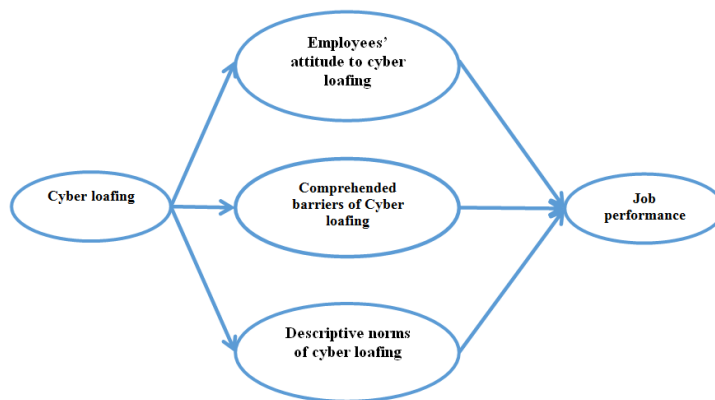 Employees’
attitude to cyber
loafing
Cyber loafing
Comprehended
barriers of Cyber
loafing
Job
performance
Descriptive norms
of cyber loafing